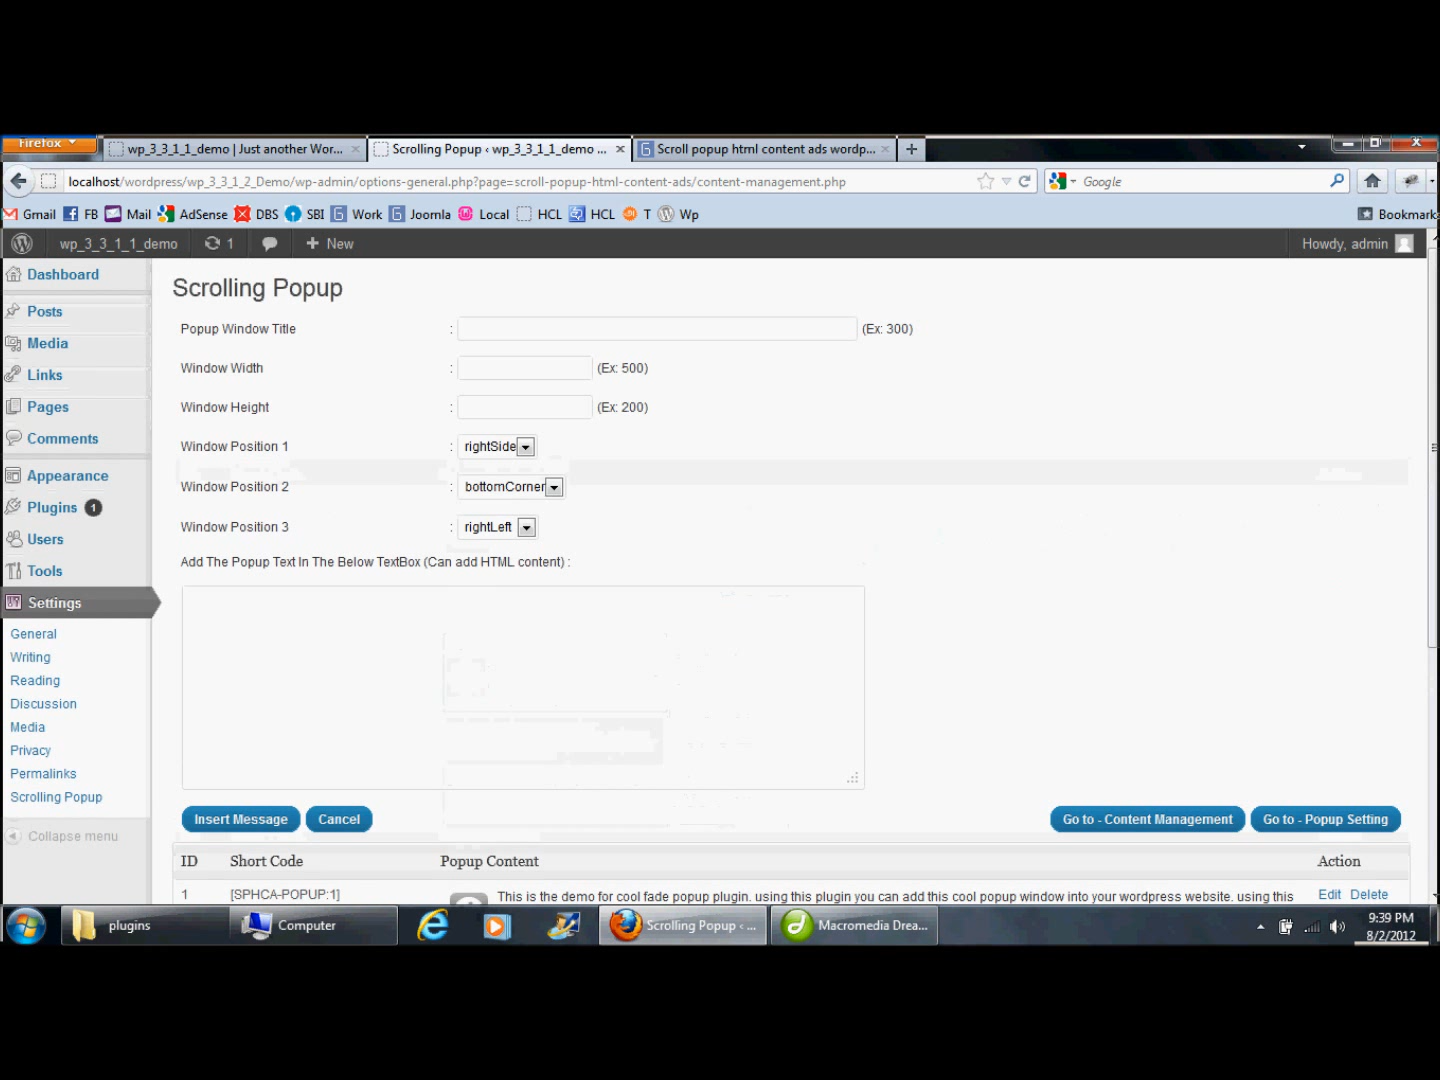 Firefox
wp_3_3_1_1_demo | Just another Wor...
Scrolling Popup ‹ wp_3_3_1_1_demo ...
Scroll popup html content ads wordp...
localhost/wordpress/wp_3_3_1_2_Demo/wp-admin/options-general.php?page=scroll-popup-html-content-ads/content-management.php
Google
Gmail FB Mail AdSense DBS SBI Work Joomla Local HCL HCL T Wp Bookmark
wp_3_3_1_1_demo 1 + New Howdy, admin
Dashboard
Posts
Media
Links
Pages
Comments
Appearance
Plugins 1
Users
Tools
Settings
General
Writing
Reading
Discussion
Media
Privacy
Permalinks
Scrolling Popup
Collapse menu
Scrolling Popup
Popup Window Title : (Ex: 300)
Window Width : (Ex: 500)
Window Height : (Ex: 200)
Window Position 1 : rightSide
Window Position 2 : bottomCorner
Window Position 3 : rightLeft
Add The Popup Text In The Below TextBox (Can add HTML content) :
Insert Message Cancel Go to - Content Management Go to - Popup Setting
ID Short Code Popup Content Action
1 [SPHCA-POPUP:1] This is the demo for cool fade popup plugin. using this plugin you can add this cool popup window into your wordpress website. using this Edit Delete
plugins Computer Scrolling Popup ‹ ... Macromedia Drea... 9:39 PM
8/2/2012